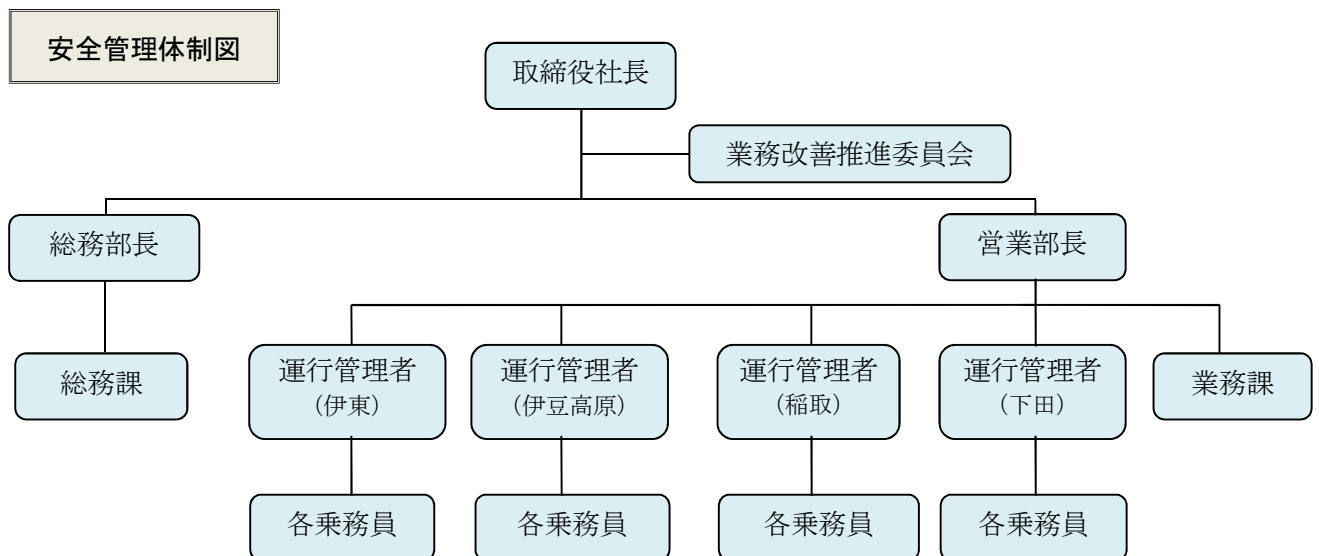 安全管理体制図
取締役社長
業務改善推進委員会
総務部長
営業部長
総務課
運行管理者
（伊東）
運行管理者
（伊豆高原）
運行管理者
（稲取）
運行管理者
（下田）
業務課
各乗務員
各乗務員
各乗務員
各乗務員